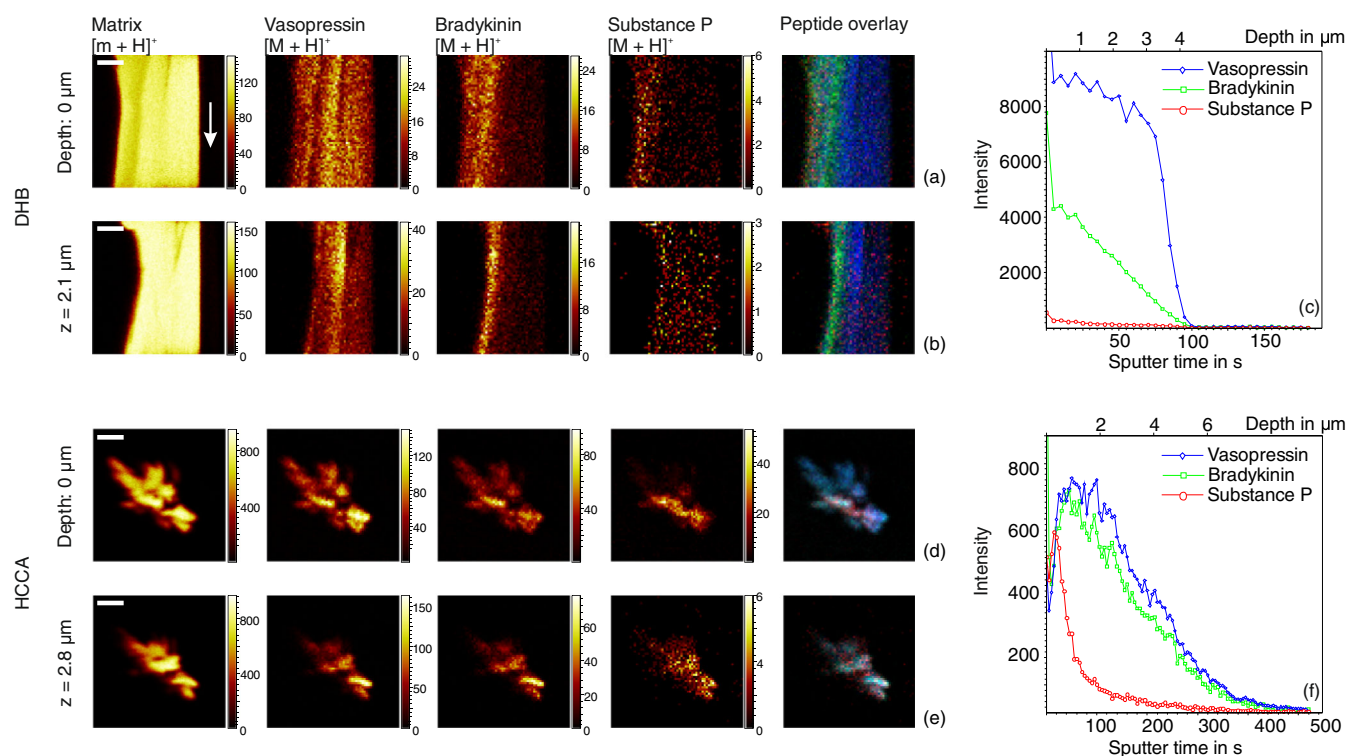 Matrix
[m + H]⁺
Vasopressin
[M + H]⁺
Bradykinin
[M + H]⁺
Substance P
[M + H]⁺
Peptide overlay
DHB
Depth: 0 µm
120
80
40
0
24
16
8
0
24
16
8
0
6
4
2
0
(a)
z = 2.1 µm
150
100
50
0
40
20
0
16
8
0
3
2
1
0
(b)
1 2 3 4 Depth in µm
Vasopressin
Bradykinin
Substance P
8000
6000
4000
2000
Intensity
(c)
50 100 150
Sputter time in s
HCCA
Depth: 0 µm
800
400
120
80
40
0
120
80
40
40
20
(d)
z = 2.8 µm
800
400
0
150
100
50
0
60
40
20
0
6
4
2
0
(e)
2 4 6 Depth in µm
Vasopressin
Bradykinin
Substance P
800
600
400
200
Intensity
(f)
100 200 300 400 500
Sputter time in s